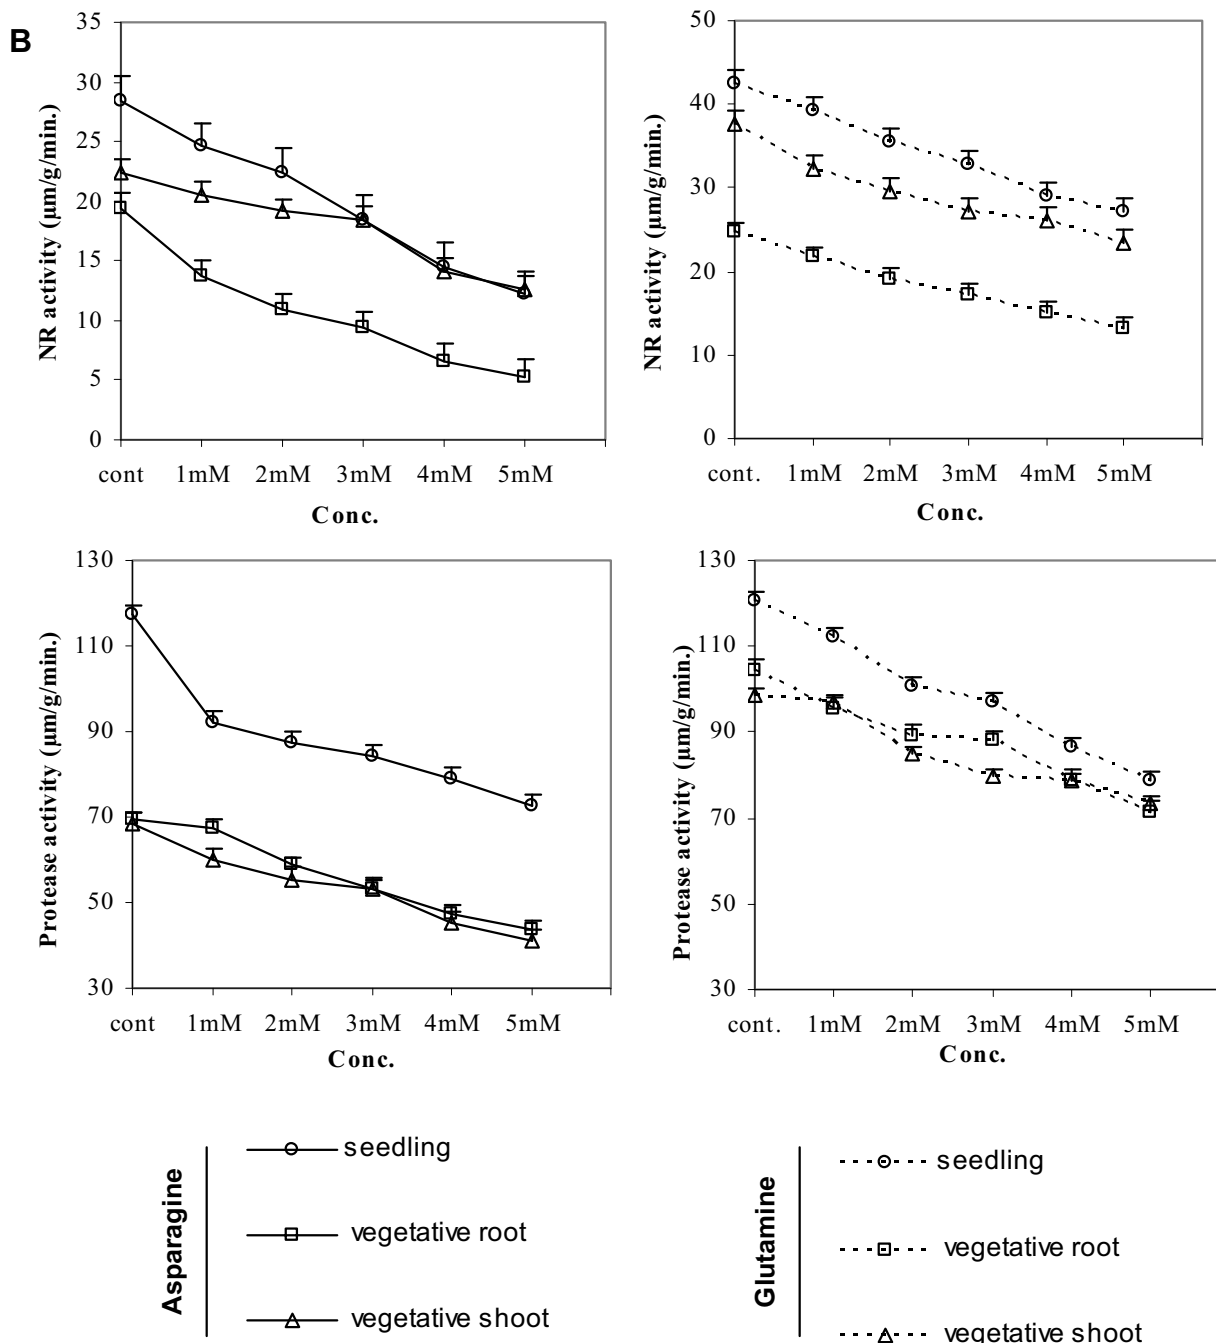 B
NR activity (µm/g/min.)
35
30
25
20
15
10
5
0
cont 1mM 2mM 3mM 4mM 5mM
Conc.
NR activity (µm/g/min.)
50
40
30
20
10
0
cont. 1mM 2mM 3mM 4mM 5mM
Conc.
Protease activity (µm/g/min.)
130
110
90
70
50
30
cont 1mM 2mM 3mM 4mM 5mM
Conc.
Protease activity (µm/g/min.)
130
110
90
70
50
30
cont. 1mM 2mM 3mM 4mM 5mM
Conc.
Asparagine
seedling
vegetative root
vegetative shoot
Glutamine
seedling
vegetative root
vegetative shoot